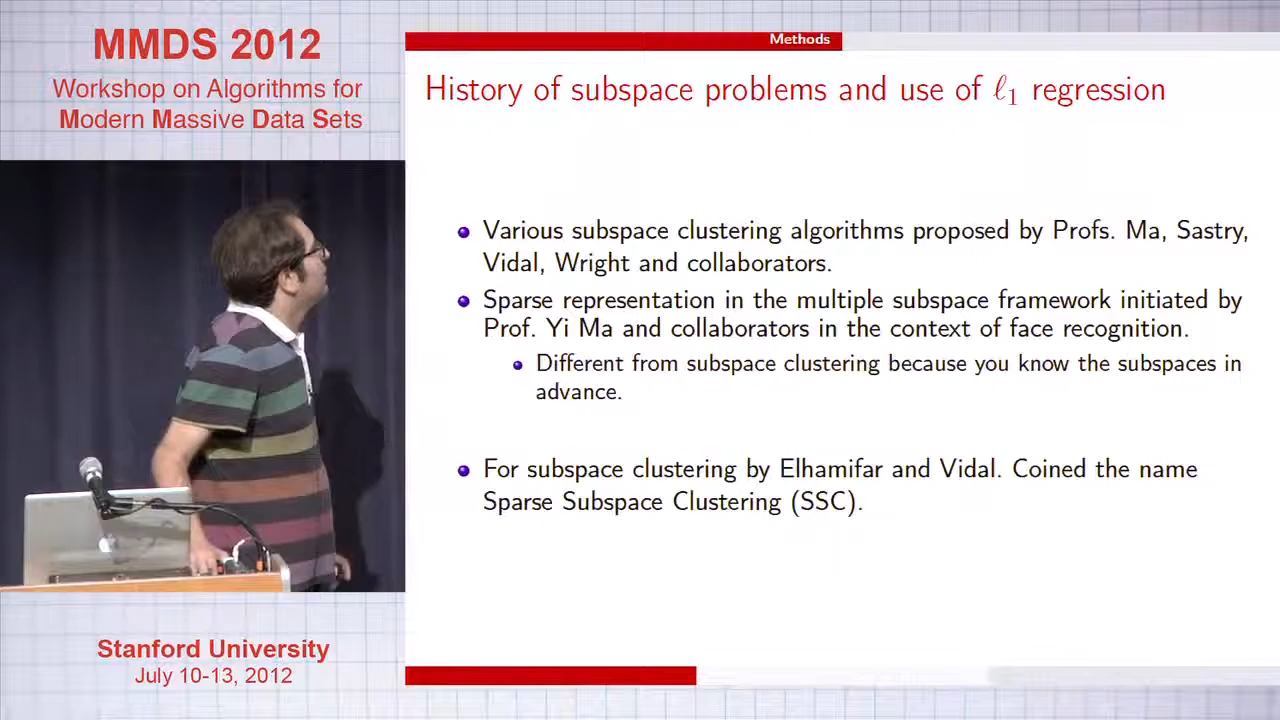 MMDS 2012
Workshop on Algorithms for
Modern Massive Data Sets
Methods
History of subspace problems and use of ℓ1 regression
Various subspace clustering algorithms proposed by Profs. Ma, Sastry,
Vidal, Wright and collaborators.
Sparse representation in the multiple subspace framework initiated by
Prof. Yi Ma and collaborators in the context of face recognition.
Different from subspace clustering because you know the subspaces in
advance.
For subspace clustering by Elhamifar and Vidal. Coined the name
Sparse Subspace Clustering (SSC).
Stanford University
July 10-13, 2012